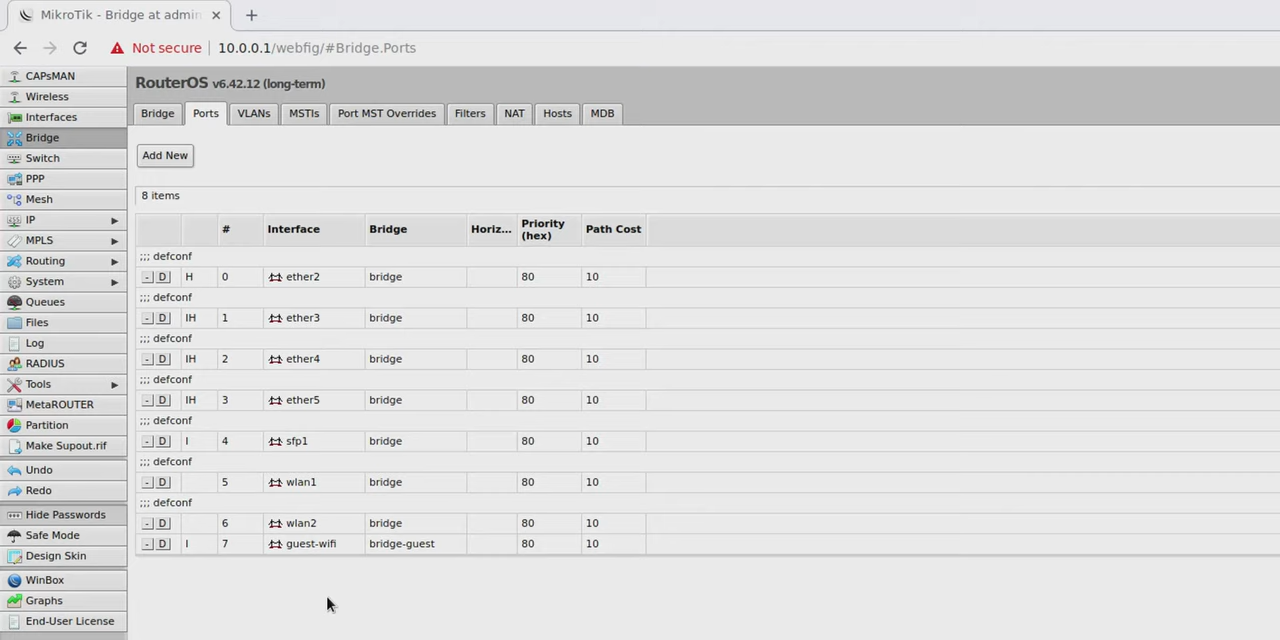 MikroTik - Bridge at admin
Not secure 10.0.0.1/webfig/#Bridge.Ports
CAPsMAN
Wireless
Interfaces
Bridge
Switch
PPP
Mesh
IP
MPLS
Routing
System
Queues
Files
Log
RADIUS
Tools
MetaROUTER
Partition
Make Supout.rif
Undo
Redo
Hide Passwords
Safe Mode
Design Skin
WinBox
Graphs
End-User License
RouterOS v6.42.12 (long-term)
Bridge Ports VLANs MSTIs Port MST Overrides Filters NAT Hosts MDB
Add New
8 items
# Interface Bridge Horiz... Priority (hex) Path Cost
;;; defconf
- D H 0 ether2 bridge 80 10
;;; defconf
- D IH 1 ether3 bridge 80 10
;;; defconf
- D IH 2 ether4 bridge 80 10
;;; defconf
- D IH 3 ether5 bridge 80 10
;;; defconf
- D I 4 sfp1 bridge 80 10
;;; defconf
- D 5 wlan1 bridge 80 10
;;; defconf
- D 6 wlan2 bridge 80 10
- D I 7 guest-wifi bridge-guest 80 10